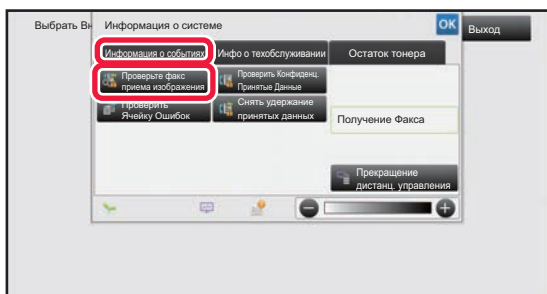 Выбрать Вн
Информация о системе
OK
Выход
Информация о событиях
Инфо о техобслуживании
Остаток тонера
Проверьте факс
приема изображения
Проверить Конфиденц.
Принятые Данные
Проверить
Ячейку Ошибок
Снять удержание
принятых данных
Получение Факса
Прекращение
дистанц. управления